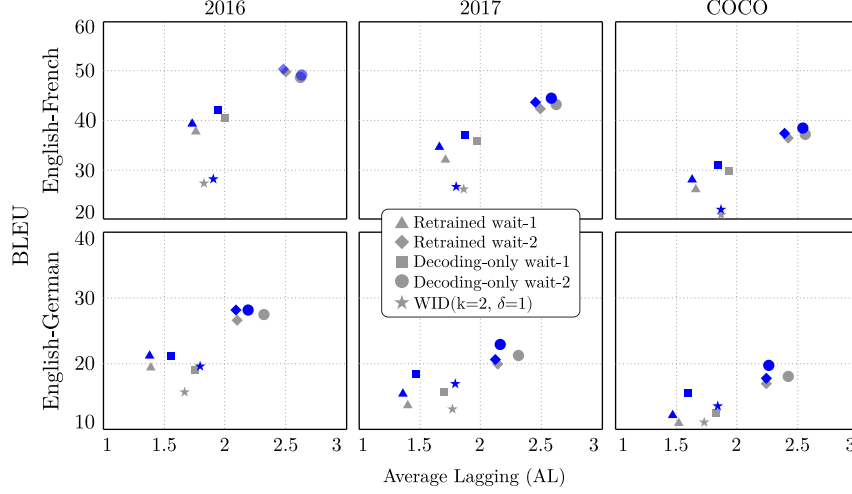 2016 2017 COCO
60
50
40
30
20
English-French
BLEU
Retrained wait-1
Retrained wait-2
Decoding-only wait-1
Decoding-only wait-2
WID(k=2, δ=1)
40
30
20
10
English-German
1 1.5 2 2.5 3 1 1.5 2 2.5 3 1 1.5 2 2.5 3
Average Lagging (AL)